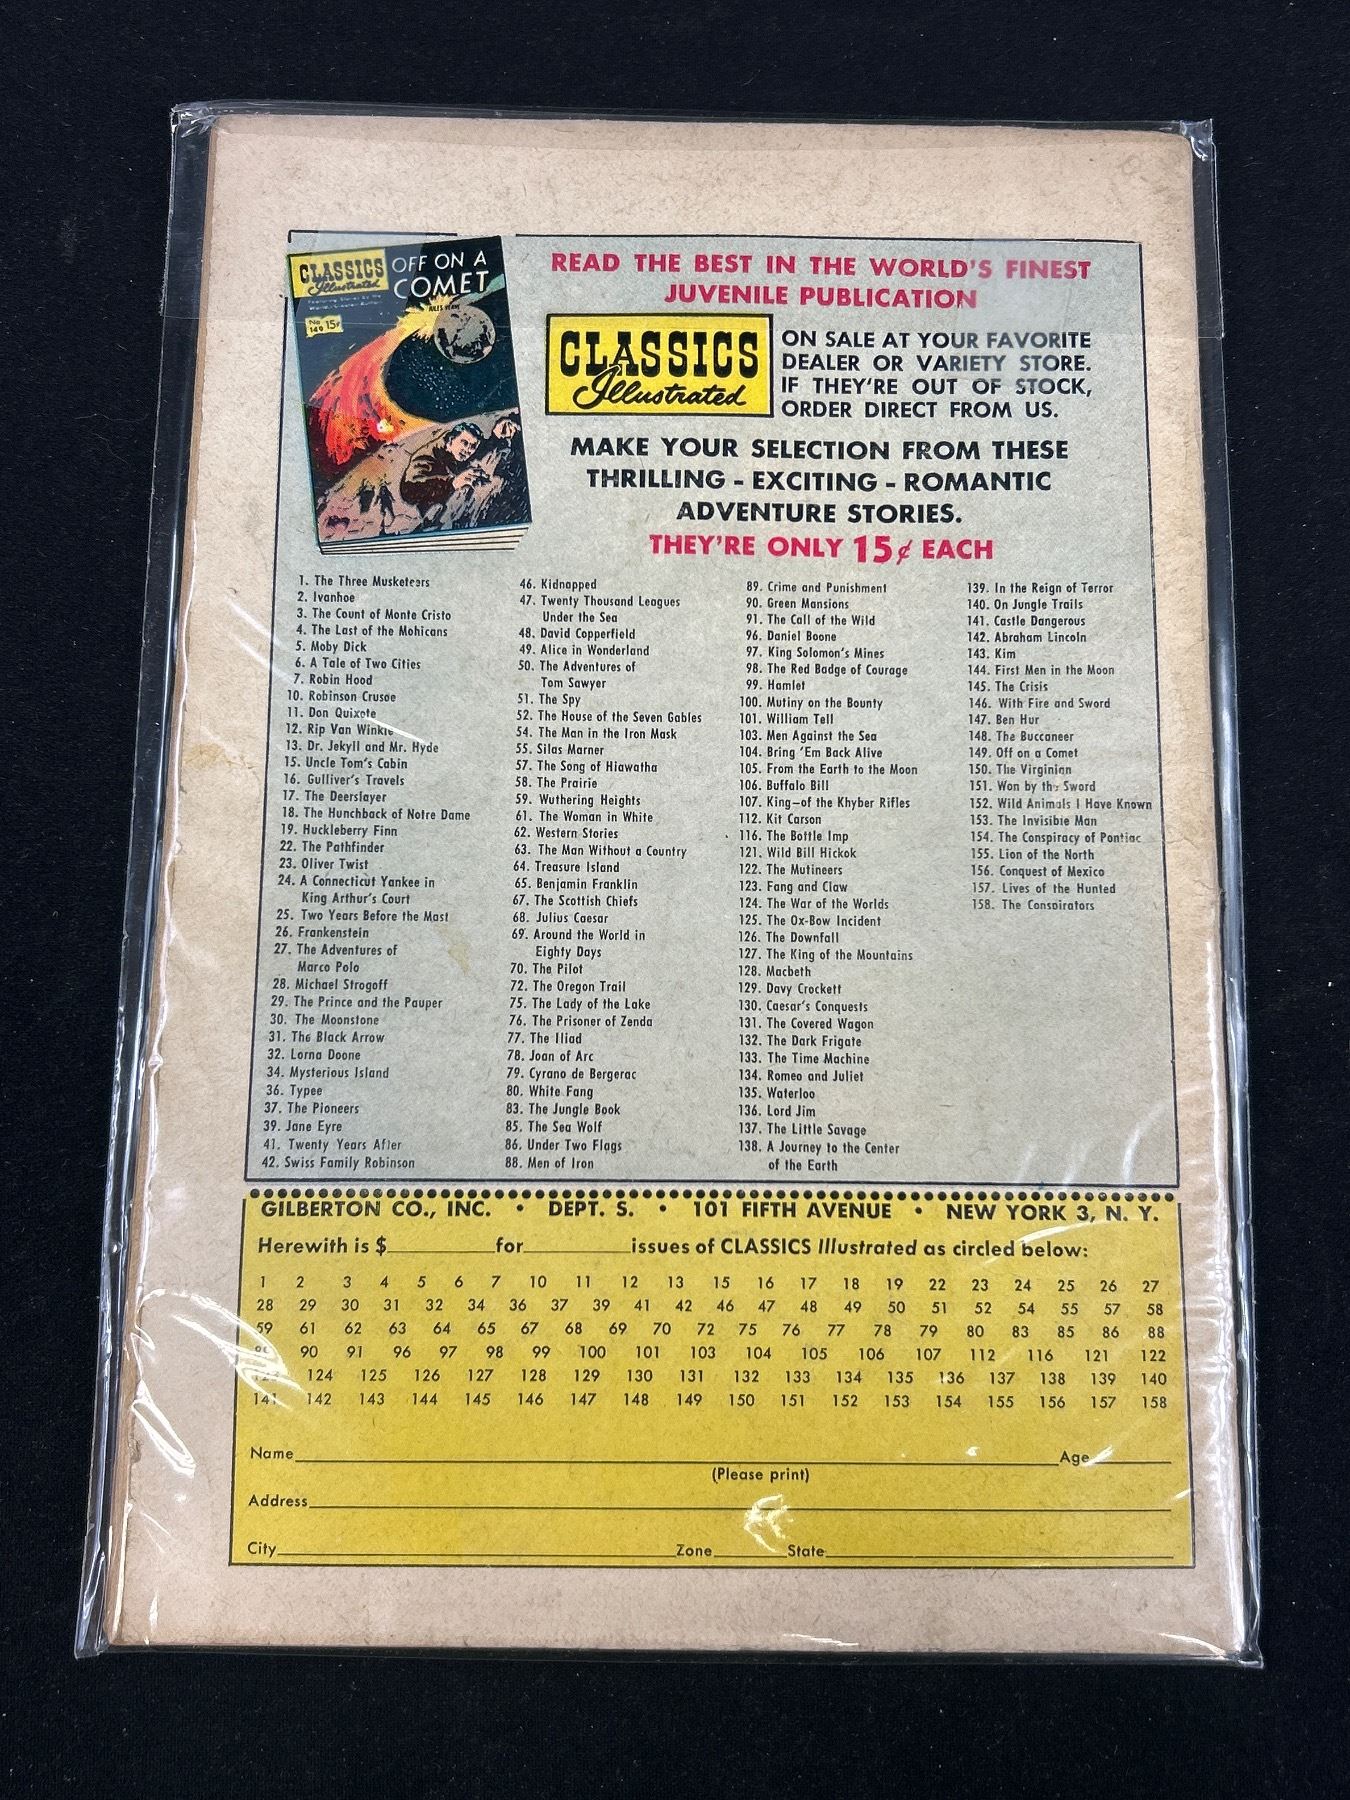 CLASSICS
Illustrated
OFF ON A
COMET
JULES VERNE
No 149 15¢
READ THE BEST IN THE WORLD'S FINEST
JUVENILE PUBLICATION
CLASSICS
Illustrated
ON SALE AT YOUR FAVORITE
DEALER OR VARIETY STORE.
IF THEY'RE OUT OF STOCK,
ORDER DIRECT FROM US.
MAKE YOUR SELECTION FROM THESE
THRILLING - EXCITING - ROMANTIC
ADVENTURE STORIES.
THEY'RE ONLY 15¢ EACH
1. The Three Musketeers
2. Ivanhoe
3. The Count of Monte Cristo
4. The Last of the Mohicans
5. Moby Dick
6. A Tale of Two Cities
7. Robin Hood
10. Robinson Crusoe
11. Don Quixote
12. Rip Van Winkle
13. Dr. Jekyll and Mr. Hyde
15. Uncle Tom's Cabin
16. Gulliver's Travels
17. The Deerslayer
18. The Hunchback of Notre Dame
19. Huckleberry Finn
22. The Pathfinder
23. Oliver Twist
24. A Connecticut Yankee in
King Arthur's Court
25. Two Years Before the Mast
26. Frankenstein
27. The Adventures of
Marco Polo
28. Michael Strogoff
29. The Prince and the Pauper
30. The Moonstone
31. The Black Arrow
32. Lorna Doone
34. Mysterious Island
36. Typee
37. The Pioneers
39. Jane Eyre
41. Twenty Years After
42. Swiss Family Robinson
46. Kidnapped
47. Twenty Thousand Leagues
Under the Sea
48. David Copperfield
49. Alice in Wonderland
50. The Adventures of
Tom Sawyer
51. The Spy
52. The House of the Seven Gables
54. The Man in the Iron Mask
55. Silas Marner
57. The Song of Hiawatha
58. The Prairie
59. Wuthering Heights
61. The Woman in White
62. Western Stories
63. The Man Without a Country
64. Treasure Island
65. Benjamin Franklin
67. The Scottish Chiefs
68. Julius Caesar
69. Around the World in
Eighty Days
70. The Pilot
72. The Oregon Trail
75. The Lady of the Lake
76. The Prisoner of Zenda
77. The Iliad
78. Joan of Arc
79. Cyrano de Bergerac
80. White Fang
83. The Jungle Book
85. The Sea Wolf
86. Under Two Flags
88. Men of Iron
89. Crime and Punishment
90. Green Mansions
91. The Call of the Wild
96. Daniel Boone
97. King Solomon's Mines
98. The Red Badge of Courage
99. Hamlet
100. Mutiny on the Bounty
101. William Tell
103. Men Against the Sea
104. Bring 'Em Back Alive
105. From the Earth to the Moon
106. Buffalo Bill
107. King—of the Khyber Rifles
112. Kit Carson
116. The Bottle Imp
121. Wild Bill Hickok
122. The Mutineers
123. Fang and Claw
124. The War of the Worlds
125. The Ox-Bow Incident
126. The Downfall
127. The King of the Mountains
128. Macbeth
129. Davy Crockett
130. Caesar's Conquests
131. The Covered Wagon
132. The Dark Frigate
133. The Time Machine
134. Romeo and Juliet
135. Waterloo
136. Lord Jim
137. The Little Savage
138. A Journey to the Center
of the Earth
139. In the Reign of Terror
140. On Jungle Trails
141. Castle Dangerous
142. Abraham Lincoln
143. Kim
144. First Men in the Moon
145. The Crisis
146. With Fire and Sword
147. Ben Hur
148. The Buccaneer
149. Off on a Comet
150. The Virginian
151. Won by the Sword
152. Wild Animals I Have Known
153. The Invisible Man
154. The Conspiracy of Pontiac
155. Lion of the North
156. Conquest of Mexico
157. Lives of the Hunted
158. The Conspirators
GILBERTON CO., INC. • DEPT. S. • 101 FIFTH AVENUE • NEW YORK 3, N. Y.
Herewith is $ for issues of CLASSICS Illustrated as circled below:
1 2 3 4 5 6 7 10 11 12 13 15 16 17 18 19 22 23 24 25 26 27
28 29 30 31 32 34 36 37 39 41 42 46 47 48 49 50 51 52 54 55 57 58
59 61 62 63 64 65 67 68 69 70 72 75 76 77 78 79 80 83 85 86 88
89 90 91 96 97 98 99 100 101 103 104 105 106 107 112 116 121 122
123 124 125 126 127 128 129 130 131 132 133 134 135 136 137 138 139 140
141 142 143 144 145 146 147 148 149 150 151 152 153 154 155 156 157 158
Name Age
(Please print)
Address
City Zone State